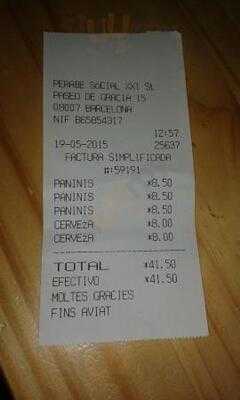 PERABE SOCIAL XXI SL
PASEO DE GRACIA 15
08007 BARCELONA
NIF B65854317
12:57
19-05-2015 25637
FACTURA SIMPLIFICADA
#:59191
PANINIS *8.50
PANINIS *8.50
PANINIS *8.50
CERVEZA *8.00
CERVEZA *8.00
TOTAL *41.50
EFECTIVO *41.50
MOLTES GRACIES
FINS AVIAT